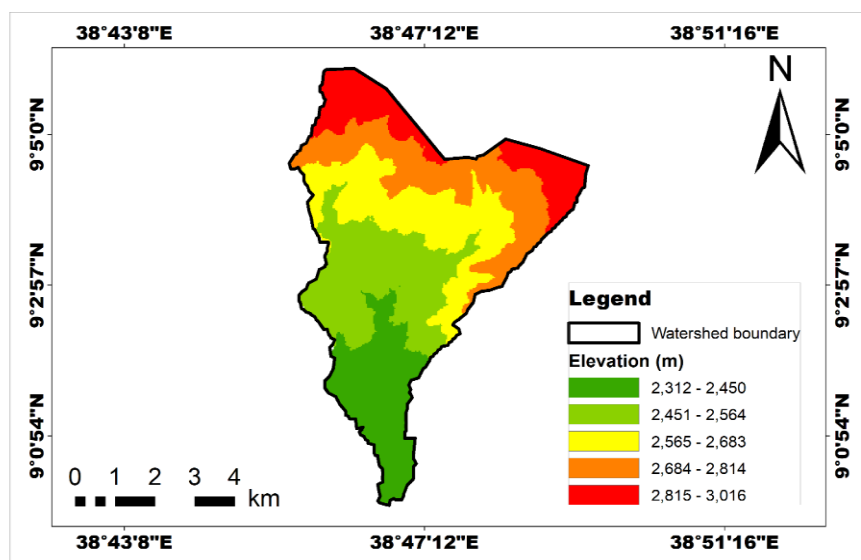 38°43'8"E 38°47'12"E 38°51'16"E
N
9°5'0"N 9°5'0"N
9°2'57"N 9°2'57"N
9°0'54"N 9°0'54"N
Legend
Watershed boundary
Elevation (m)
2,312 - 2,450
2,451 - 2,564
2,565 - 2,683
2,684 - 2,814
2,815 - 3,016
0 1 2 3 4
km
38°43'8"E 38°47'12"E 38°51'16"E